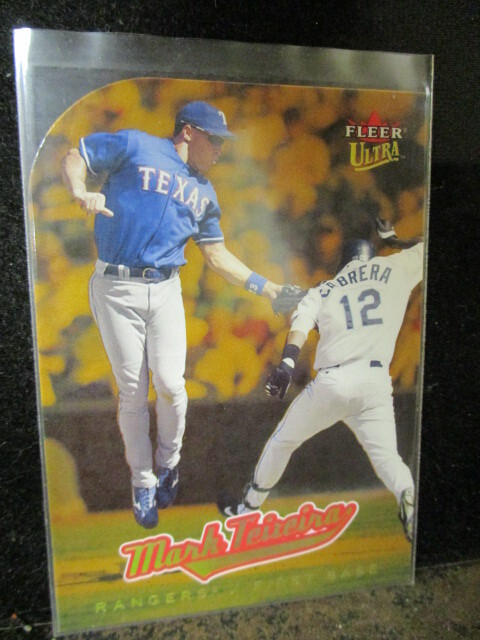 FLEER
ULTRA
TEXAS
CABRERA
12
Mark Teixeira
RANGERS / FIRST BASE